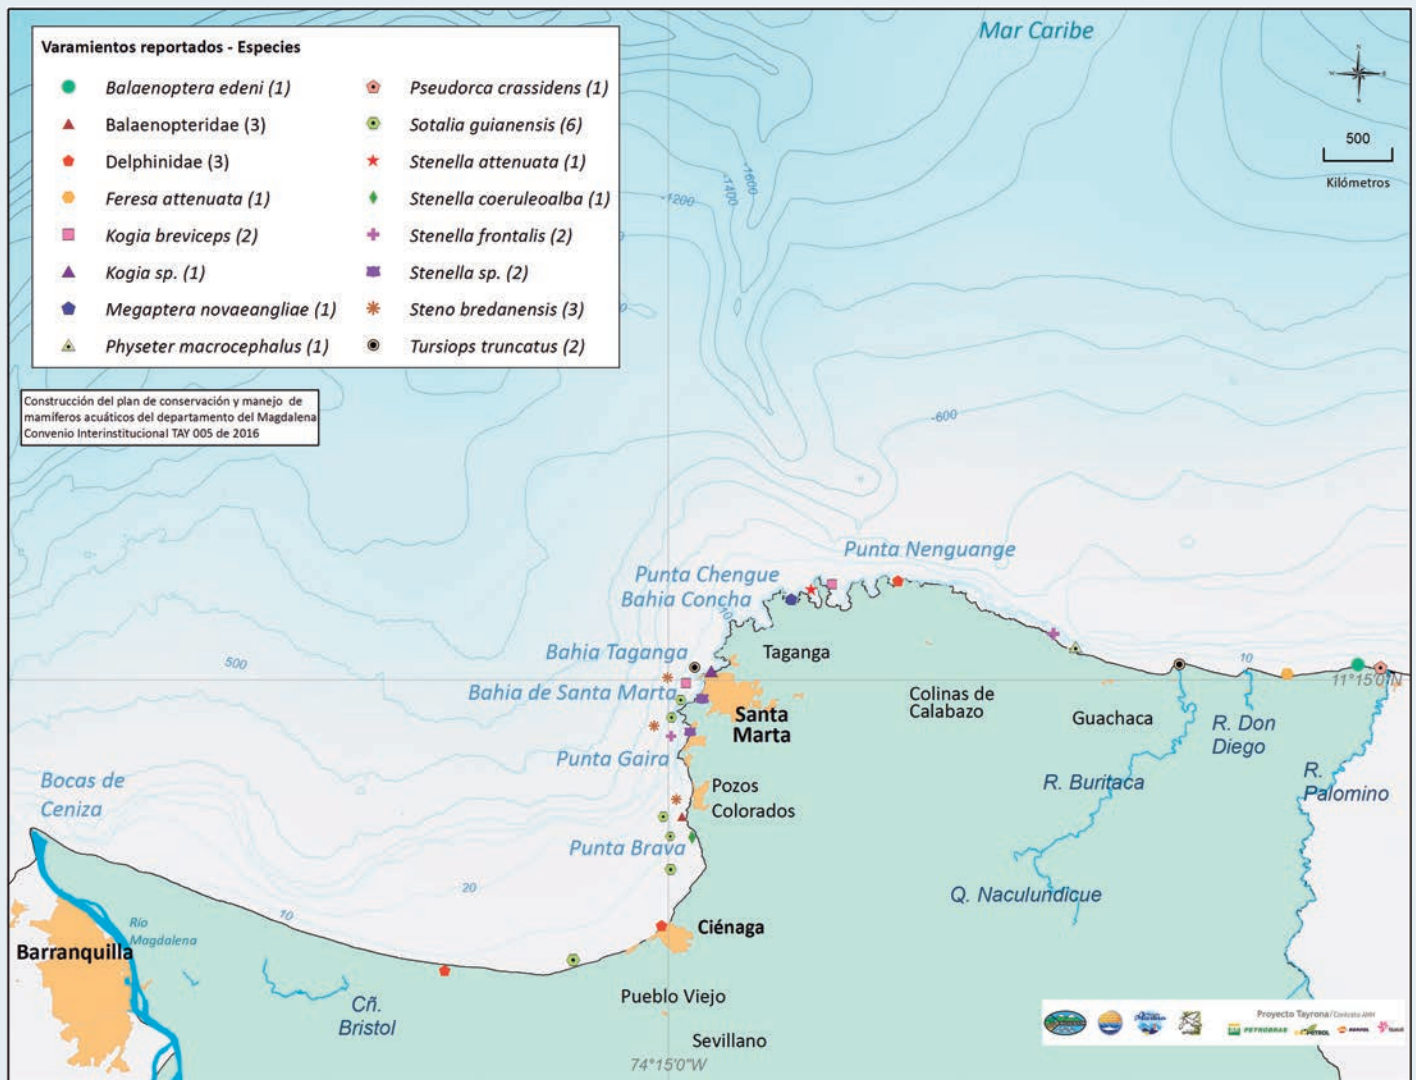 Mar Caribe
Varamientos reportados - Especies
Balaenoptera edeni (1)
Balaenopteridae (3)
Delphinidae (3)
Feresa attenuata (1)
Kogia breviceps (2)
Kogia sp. (1)
Megaptera novaeangliae (1)
Physeter macrocephalus (1)
Pseudorca crassidens (1)
Sotalia guianensis (6)
Stenella attenuata (1)
Stenella coeruleoalba (1)
Stenella frontalis (2)
Stenella sp. (2)
Steno bredanensis (3)
Tursiops truncatus (2)
500
Kilómetros
Construcción del plan de conservación y manejo de
mamíferos acuáticos del departamento del Magdalena
Convenio Interinstitucional TAY 005 de 2016
-1600
-1400
-1200
-600
Punta Nenguange
Punta Chengue
Bahia Concha
10
Bahia Taganga
Taganga
500
10
11°15'0"N
Bahia de Santa Marta
Santa
Marta
Colinas de
Calabazo
Guachaca
R. Don
Diego
Punta Gaira
R. Buritaca
R.
Palomino
Bocas de
Ceniza
Pozos
Colorados
Punta Brava
20
10
Q. Naculundicue
Río
Magdalena
Barranquilla
Ciénaga
Cñ.
Bristol
Pueblo Viejo
Sevillano
74°15'0"W
Proyecto Tayrona
PETROBRAS